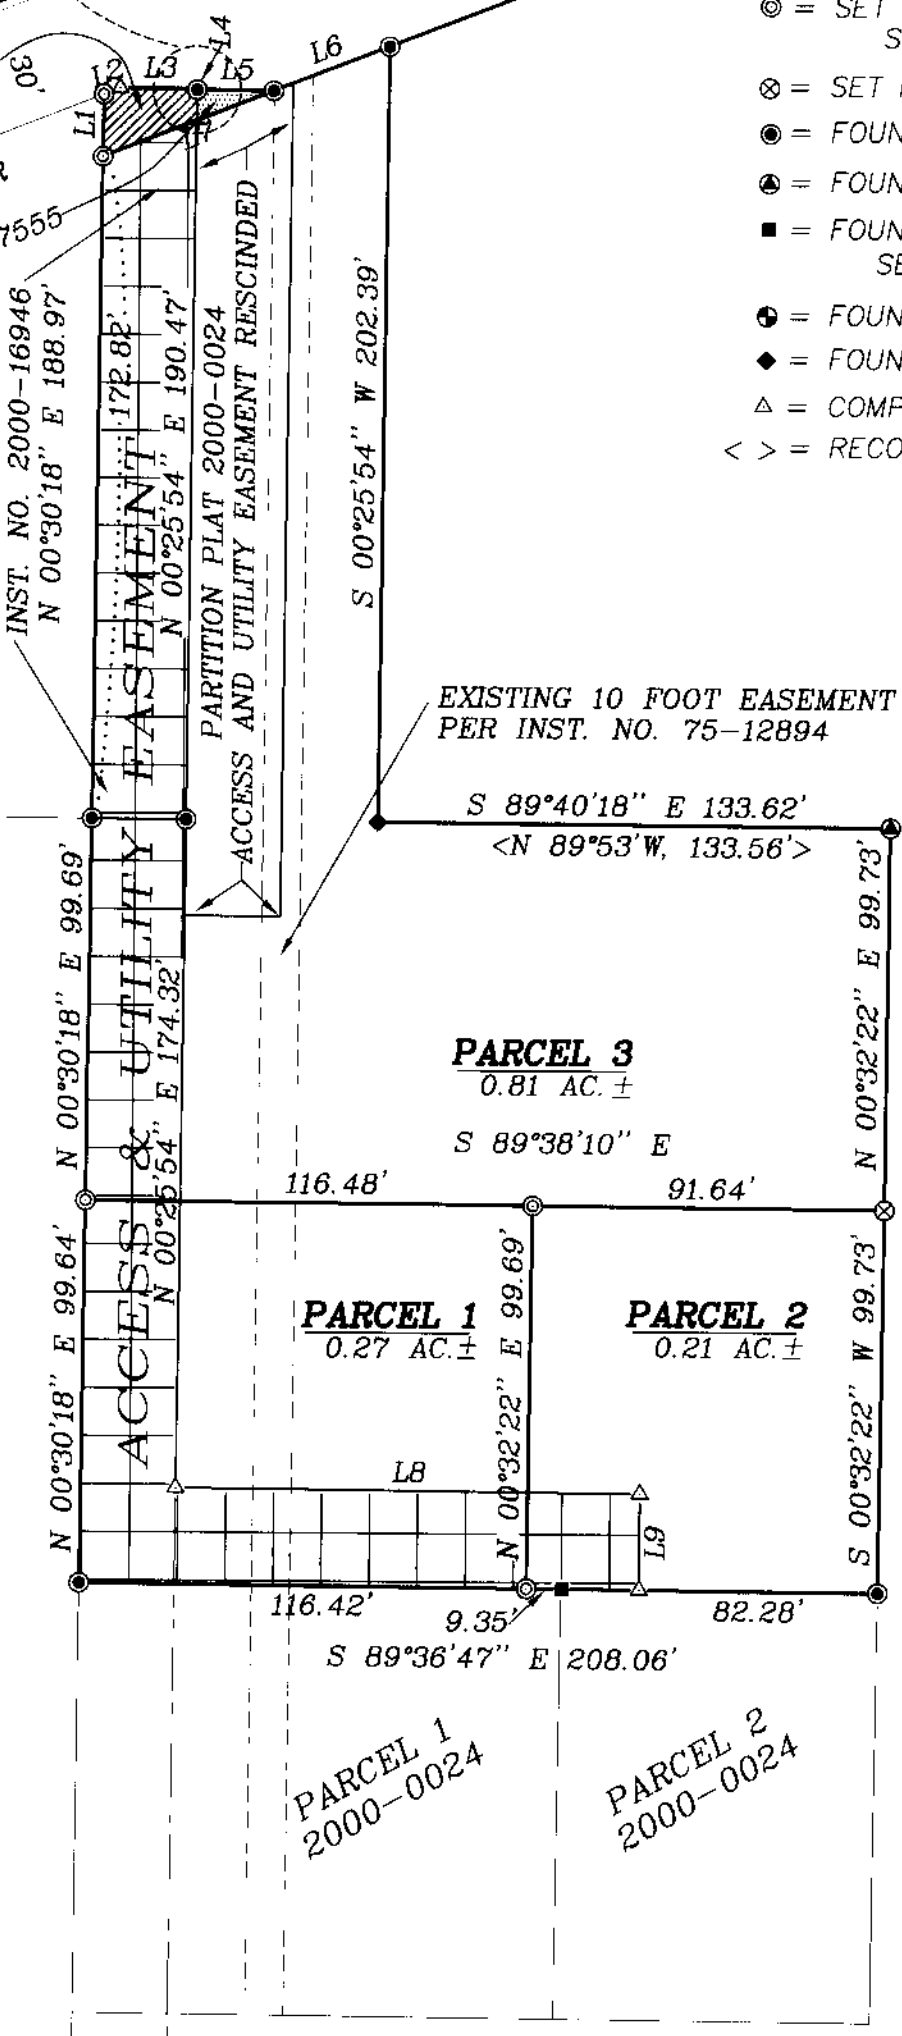 = SET
S
= SET
= FOUN
= FOUN
= FOUN
SE
= FOUN
= FOUN
= COMP
< > = RECO
L4
L6
L2
L3
L5
30'
L1
7555
INST. NO. 2000-16946
N 00°30'18" E 188.97'
172.82'
N 00°25'54" E 190.47'
PARTITION PLAT 2000-0024
ACCESS AND UTILITY EASEMENT RESCINDED
S 00°25'54" W 202.39'
EXISTING 10 FOOT EASEMENT
PER INST. NO. 75-12894
S 89°40'18" E 133.62'
<N 89°53'W, 133.56'>
N 00°30'18" E 99.69'
ACCESS & UTILITY EASEMENT
N 00°25'54" E 174.32'
N 00°32'22" E 99.73'
PARCEL 3
0.81 AC. ±
S 89°38'10" E
116.48'
91.64'
N 00°30'18" E 99.64'
PARCEL 1
0.27 AC.±
N 00°32'22" E 99.69'
PARCEL 2
0.21 AC.±
S 00°32'22" W 99.73'
L8
L9
116.42'
9.35'
82.28'
S 89°36'47" E 208.06'
PARCEL 1
2000-0024
PARCEL 2
2000-0024